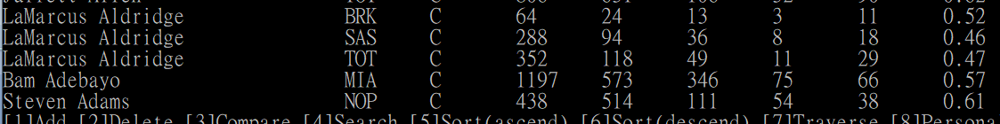 LaMarcus Aldridge BRK C 64 24 13 3 11 0.52
LaMarcus Aldridge SAS C 288 94 36 8 18 0.46
LaMarcus Aldridge TOT C 352 118 49 11 29 0.47
Bam Adebayo MIA C 1197 573 346 75 66 0.57
Steven Adams NOP C 438 514 111 54 38 0.61
[1]Add [2]Delete [3]Compare [4]Search [5]Sort(ascend) [6]Sort(descend) [7]Traverse [8]Persona